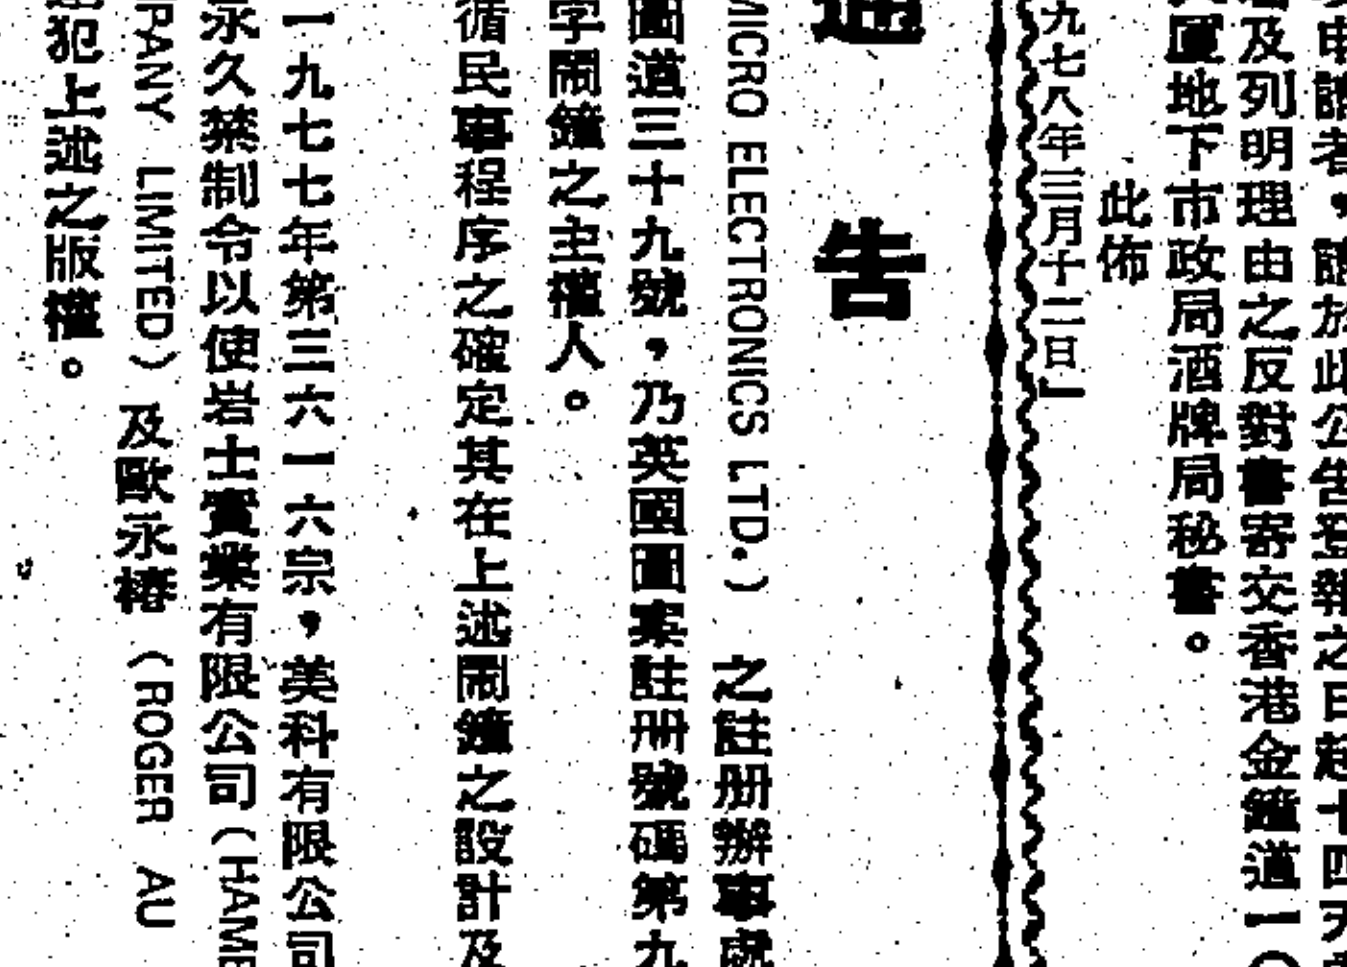 申請者，請於此公告登報之日起十四天
及列明理由之反對書寄交香港金鐘道一
厦地下市政局酒牌局秘書。
此佈
九七八年三月十二日」
通告
MICRO ELECTRONICS LTD.) 之註册辦事處
圖道三十九號，乃英國圖案註册號碼第九
字鬧鐘之主權人。
循民事程序之確定其在上述鬧鐘之設計及
一九七七年第三六一六宗，美科有限公司
永久禁制令以使岩士實業有限公司 (HAME
PANY LIMITED) 及歐永椿 (ROGER AU
犯上述之版權。